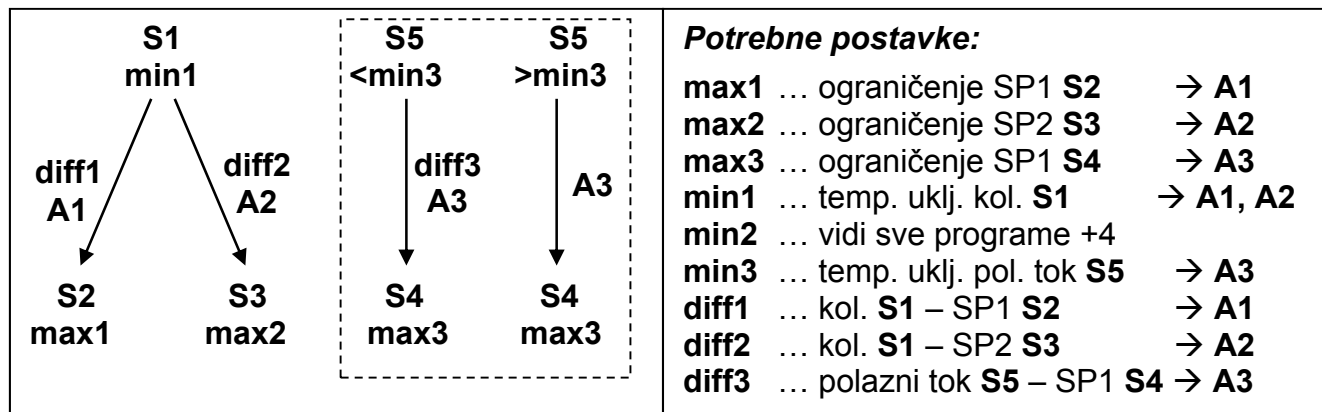 S1
min1
diff1
A1
diff2
A2
S2
max1
S3
max2
S5
<min3
S5
>min3
diff3
A3
A3
S4
max3
S4
max3
Potrebne postavke:
max1 … ograničenje SP1 S2 → A1
max2 … ograničenje SP2 S3 → A2
max3 … ograničenje SP1 S4 → A3
min1 … temp. uklj. kol. S1 → A1, A2
min2 … vidi sve programe +4
min3 … temp. uklj. pol. tok S5 → A3
diff1 … kol. S1 – SP1 S2 → A1
diff2 … kol. S1 – SP2 S3 → A2
diff3 … polazni tok S5 – SP1 S4 → A3